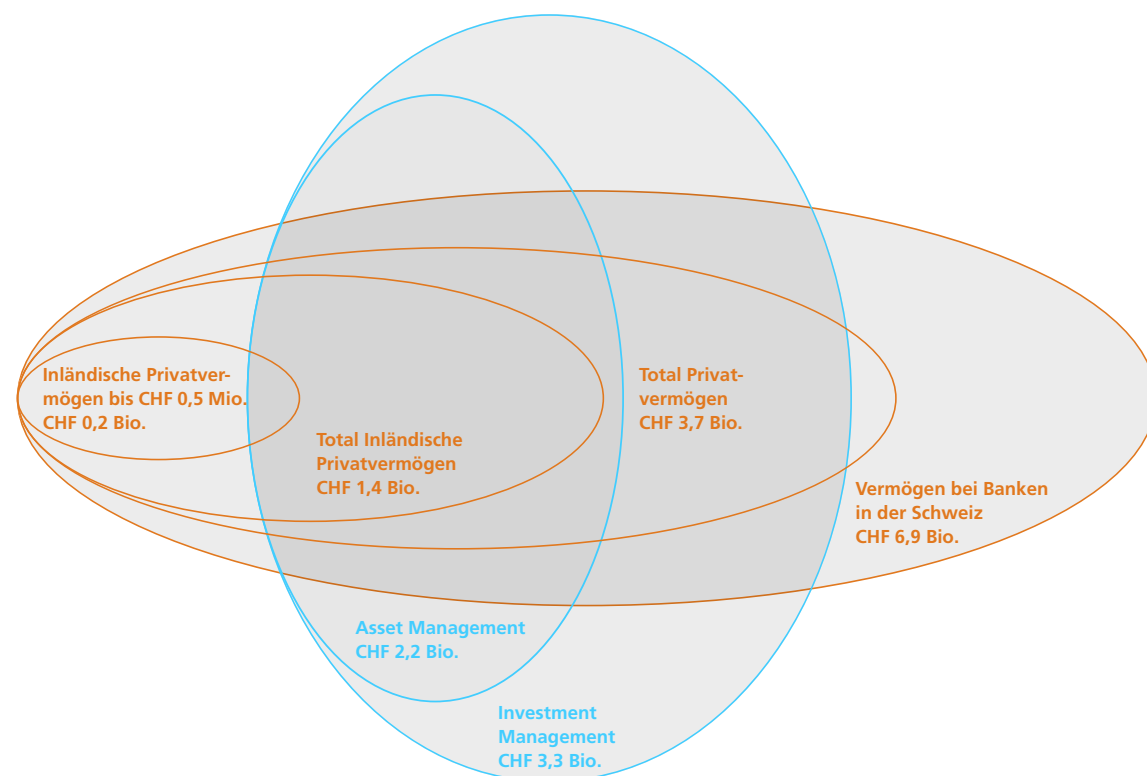 Inländische Privatver-
mögen bis CHF 0,5 Mio.
CHF 0,2 Bio.
Total Inländische
Privatvermögen
CHF 1,4 Bio.
Total Privat-
vermögen
CHF 3,7 Bio.
Vermögen bei Banken
in der Schweiz
CHF 6,9 Bio.
Asset Management
CHF 2,2 Bio.
Investment
Management
CHF 3,3 Bio.